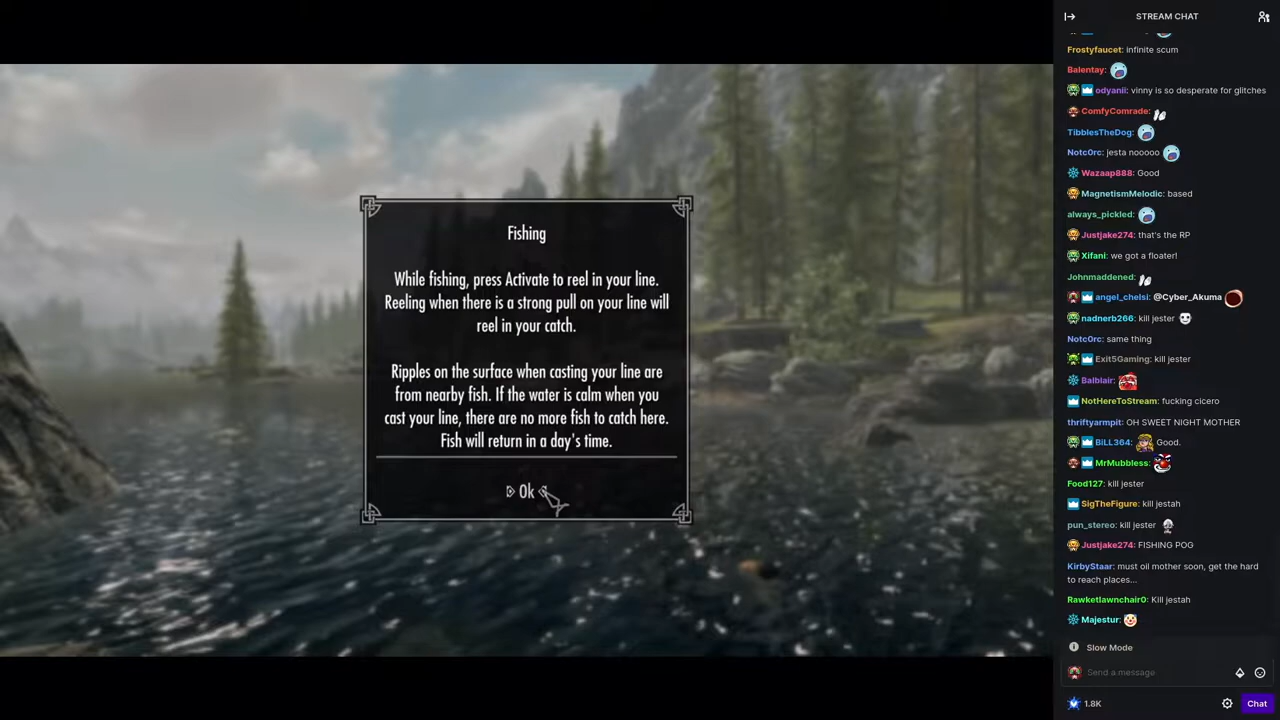 Fishing
While fishing, press Activate to reel in your line.
Reeling when there is a strong pull on your line will
reel in your catch.
Ripples on the surface when casting your line are
from nearby fish. If the water is calm when you
cast your line, there are no more fish to catch here.
Fish will return in a day's time.
Ok
STREAM CHAT
Frostyfaucet: infinite scum
Balentay:
odyanii: vinny is so desperate for glitches
ComfyComrade:
TibblesTheDog:
Notc0rc: jesta nooooo
Wazaap888: Good
MagnetismMelodic: based
always_pickled:
Justjake274: that's the RP
Xifani: we got a floater!
Johnmaddened:
angel_chelsi: @Cyber_Akuma
nadnerb266: kill jester
Notc0rc: same thing
Exit5Gaming: kill jester
Balblair:
NotHereToStream: fucking cicero
thriftyarmpit: OH SWEET NIGHT MOTHER
BiLL364: Good.
MrMubbless:
Food127: kill jester
SigTheFigure: kill jestah
pun_stereo: kill jester
Justjake274: FISHING POG
KirbyStaar: must oil mother soon, get the hard
to reach places...
Rawketlawnchair0: Kill jestah
Majestur:
Slow Mode
Send a message
1.8K
Chat